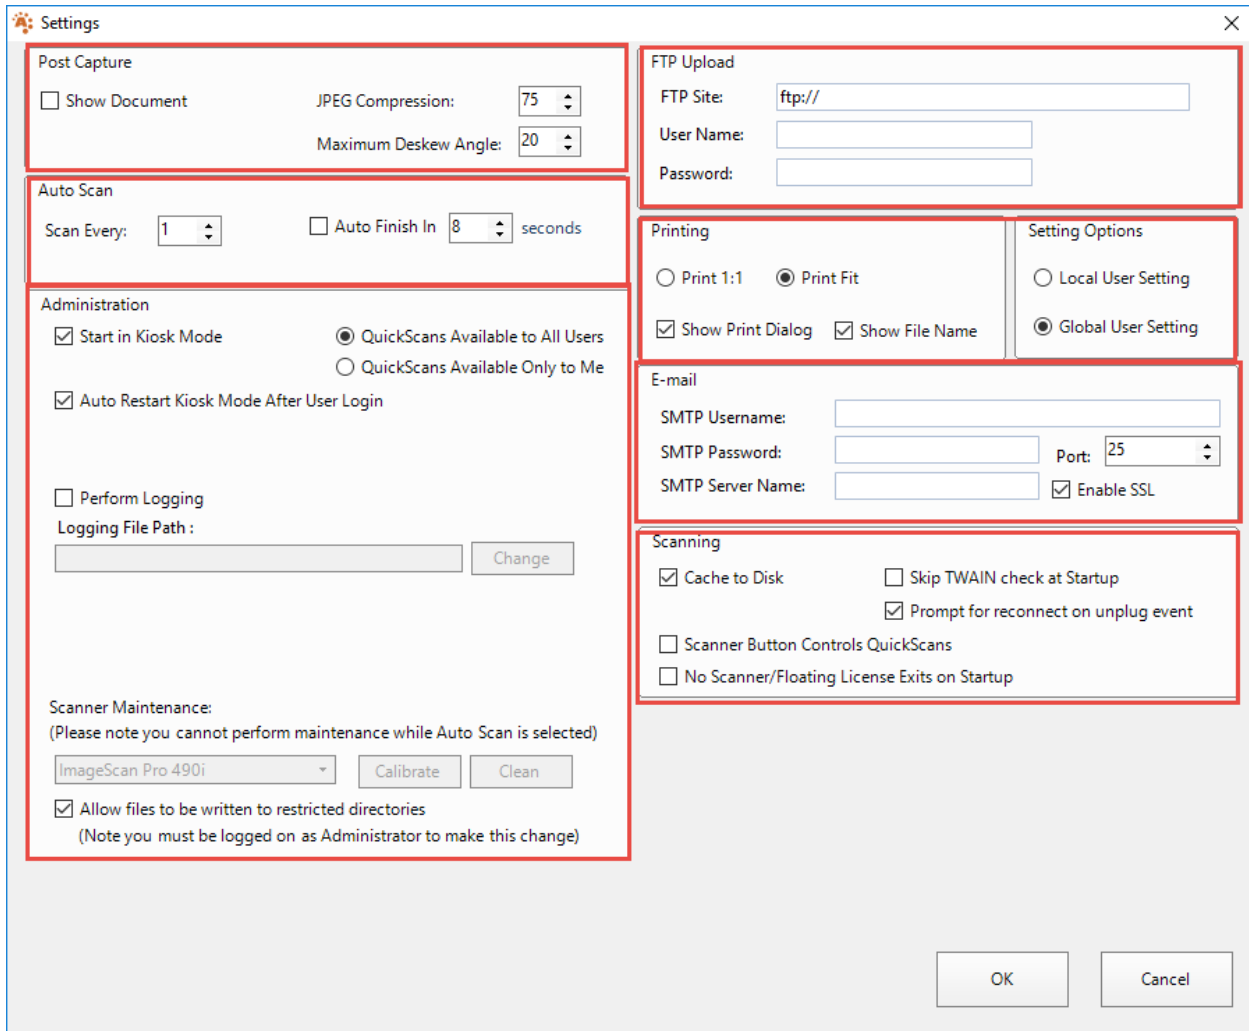 Settings
Post Capture
Show Document
JPEG Compression: 75
Maximum Deskew Angle: 20
Auto Scan
Scan Every: 1
Auto Finish In 8 seconds
Administration
Start in Kiosk Mode
QuickScans Available to All Users
QuickScans Available Only to Me
Auto Restart Kiosk Mode After User Login
Perform Logging
Logging File Path :
Change
Scanner Maintenance:
(Please note you cannot perform maintenance while Auto Scan is selected)
ImageScan Pro 490i
Calibrate
Clean
Allow files to be written to restricted directories
(Note you must be logged on as Administrator to make this change)
FTP Upload
FTP Site: ftp://
User Name:
Password:
Printing
Print 1:1
Print Fit
Show Print Dialog
Show File Name
Setting Options
Local User Setting
Global User Setting
E-mail
SMTP Username:
SMTP Password:
Port: 25
SMTP Server Name:
Enable SSL
Scanning
Cache to Disk
Skip TWAIN check at Startup
Prompt for reconnect on unplug event
Scanner Button Controls QuickScans
No Scanner/Floating License Exits on Startup
OK
Cancel